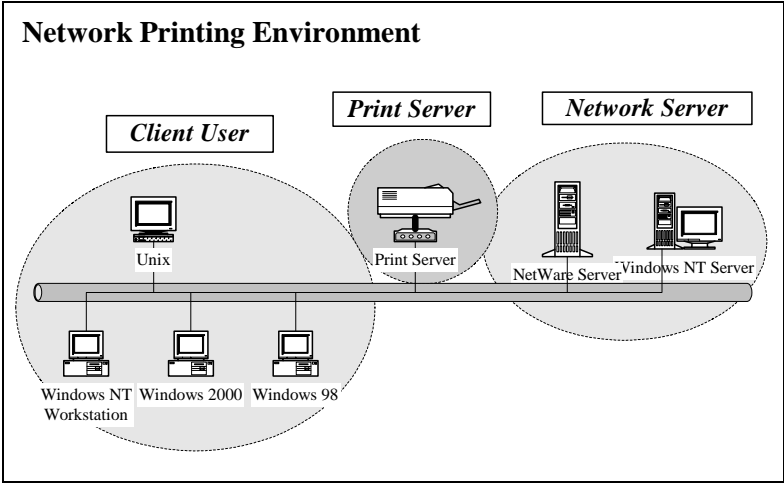 Network Printing Environment
Client User
Print Server
Network Server
Unix
Print Server
NetWare Server
Windows NT Server
Windows NT
Workstation
Windows 2000
Windows 98